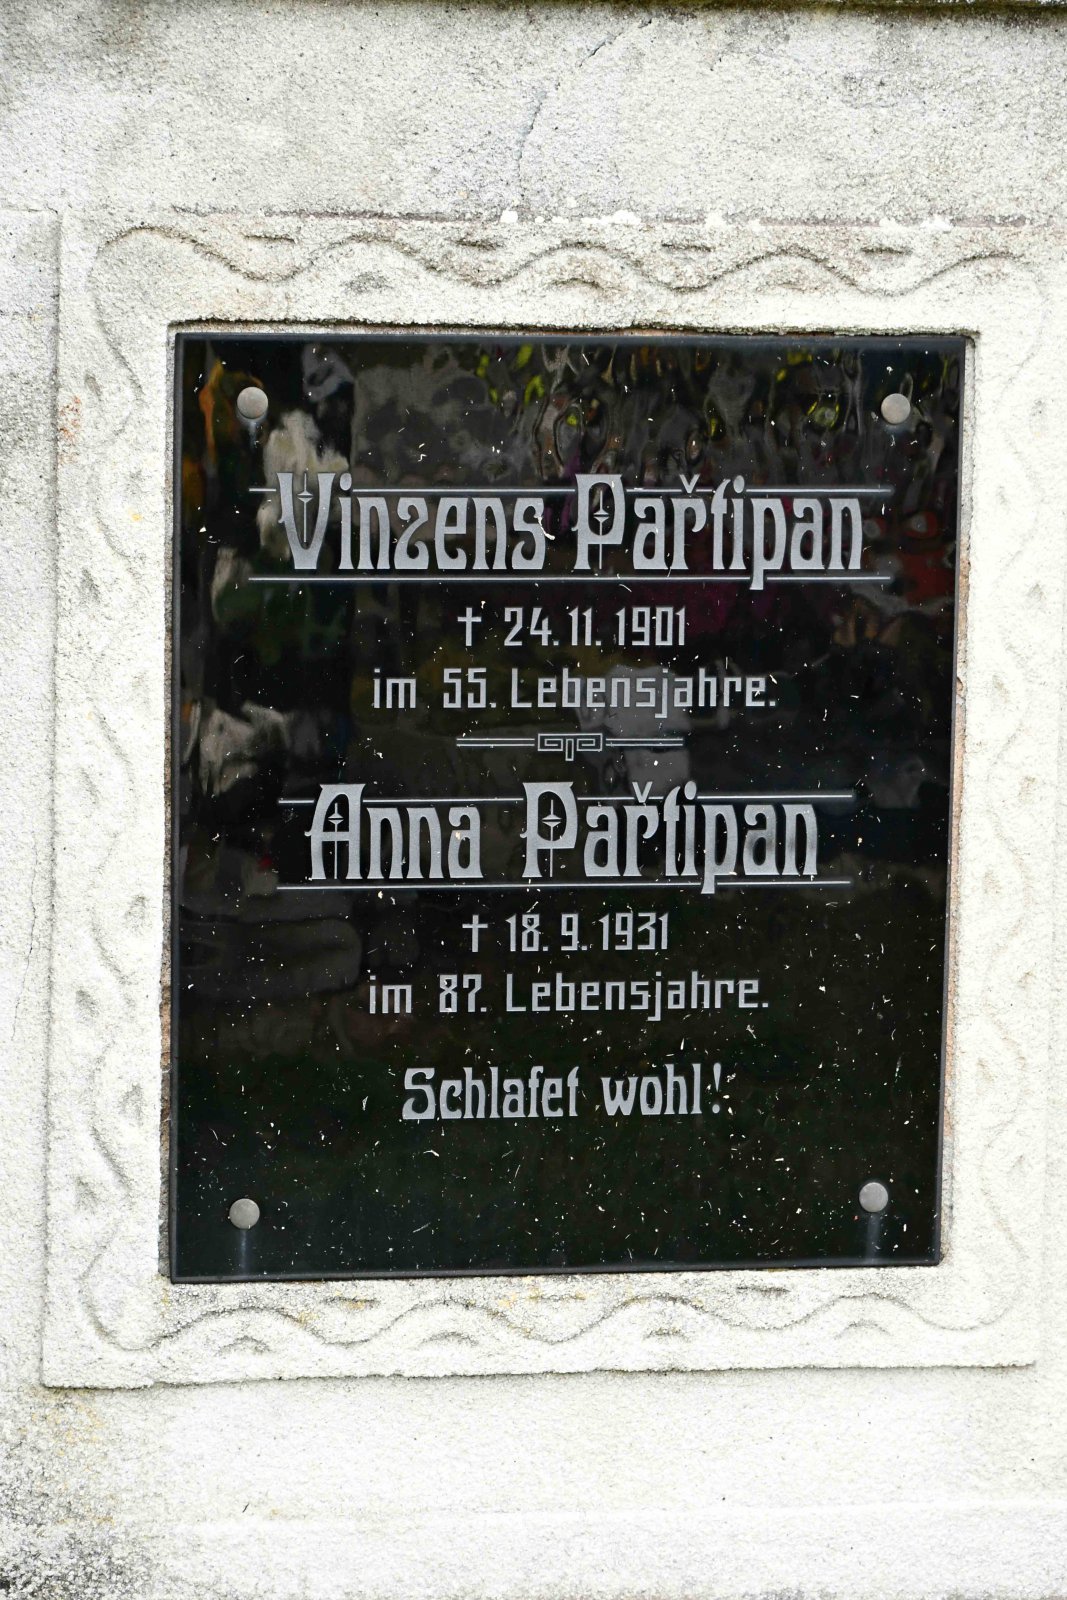 Vinzens Pařtipan
† 24. 11. 1901
im 55. Lebensjahre.
Anna Pařtipan
† 18. 9. 1931
im 87. Lebensjahre.
Schlafet wohl!